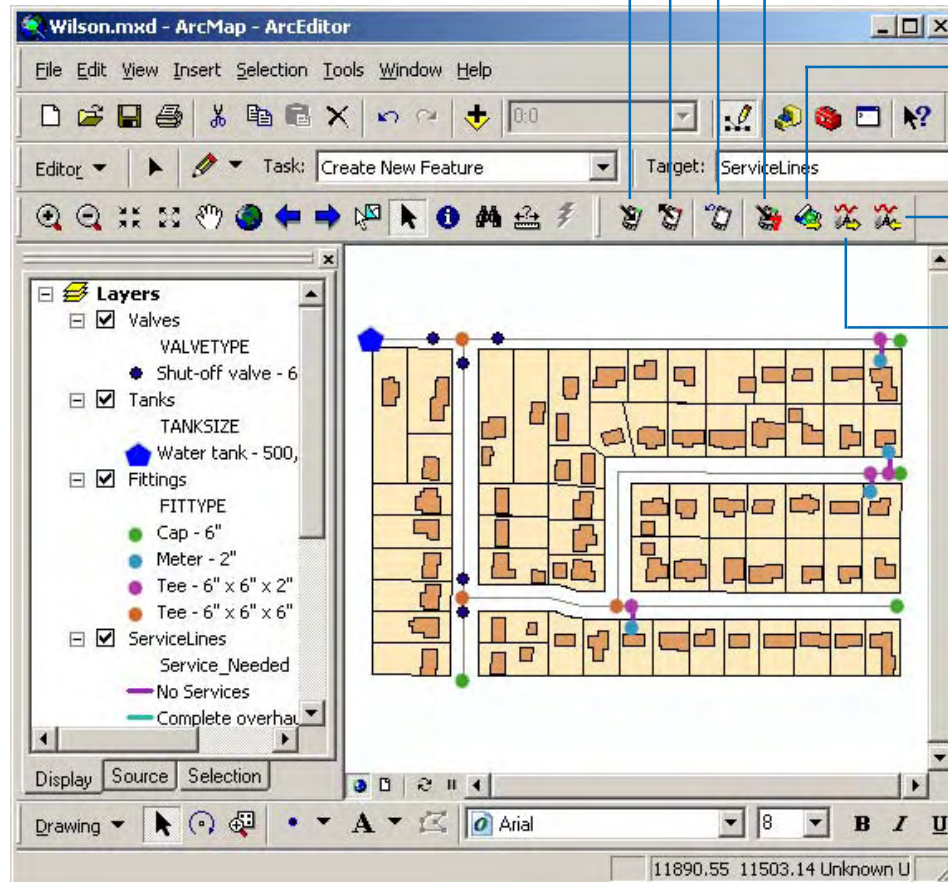 Wilson.mxd - ArcMap - ArcEditor
File Edit View Insert Selection Tools Window Help
0:0
Editor Task: Create New Feature Target: ServiceLines
Layers
Valves
VALVETYPE
Shut-off valve - 6
Tanks
TANKSIZE
Water tank - 500,
Fittings
FITTYPE
Cap - 6"
Meter - 2"
Tee - 6" x 6" x 2"
Tee - 6" x 6" x 6"
ServiceLines
Service_Needed
No Services
Complete overhau
Display Source Selection
Drawing A Arial 8 B I U
11890.55 11503.14 Unknown U